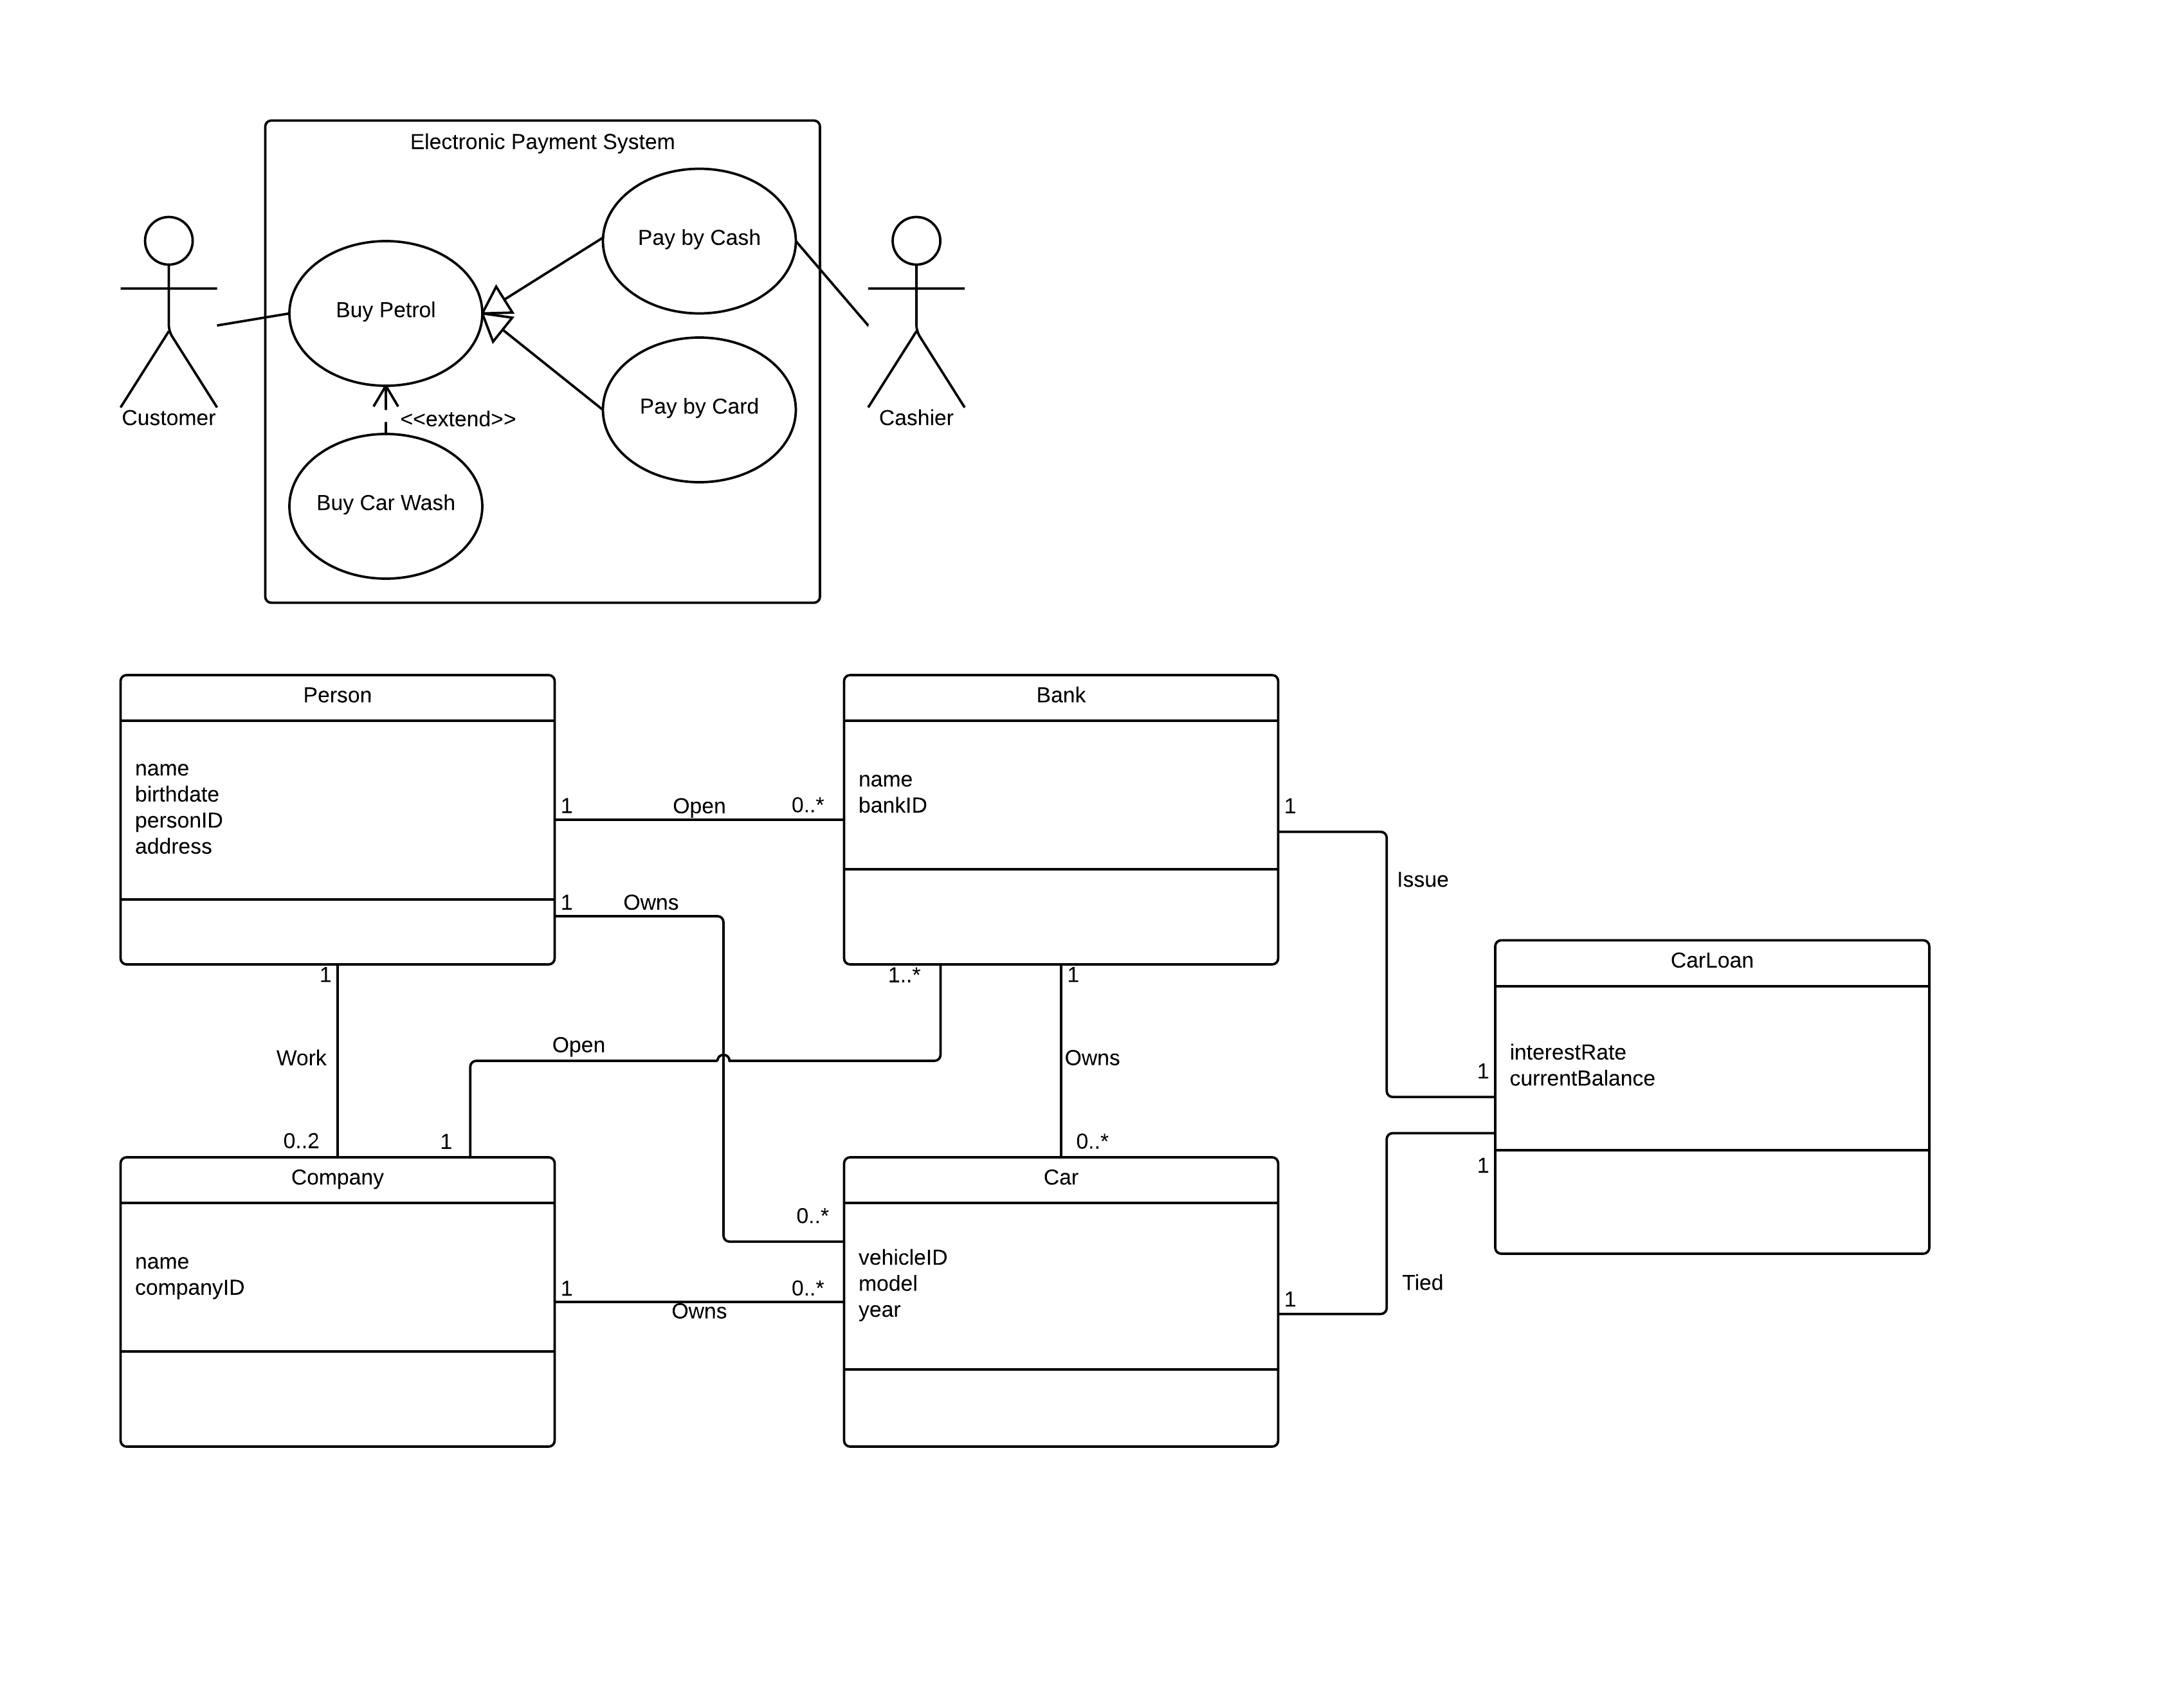 Electronic Payment System
Pay by Cash
Buy Petrol
Pay by Card
Customer
<<extend>>
Cashier
Buy Car Wash
Person
name
birthdate
personID
address
Bank
name
bankID
1
Open
0..*
1
Issue
1
Owns
1
Work
0..2
1..*
Open
1
1
Owns
0..*
CarLoan
interestRate
currentBalance
1
1
Company
name
companyID
Car
vehicleID
model
year
0..*
1
0..*
Owns
1
Tied